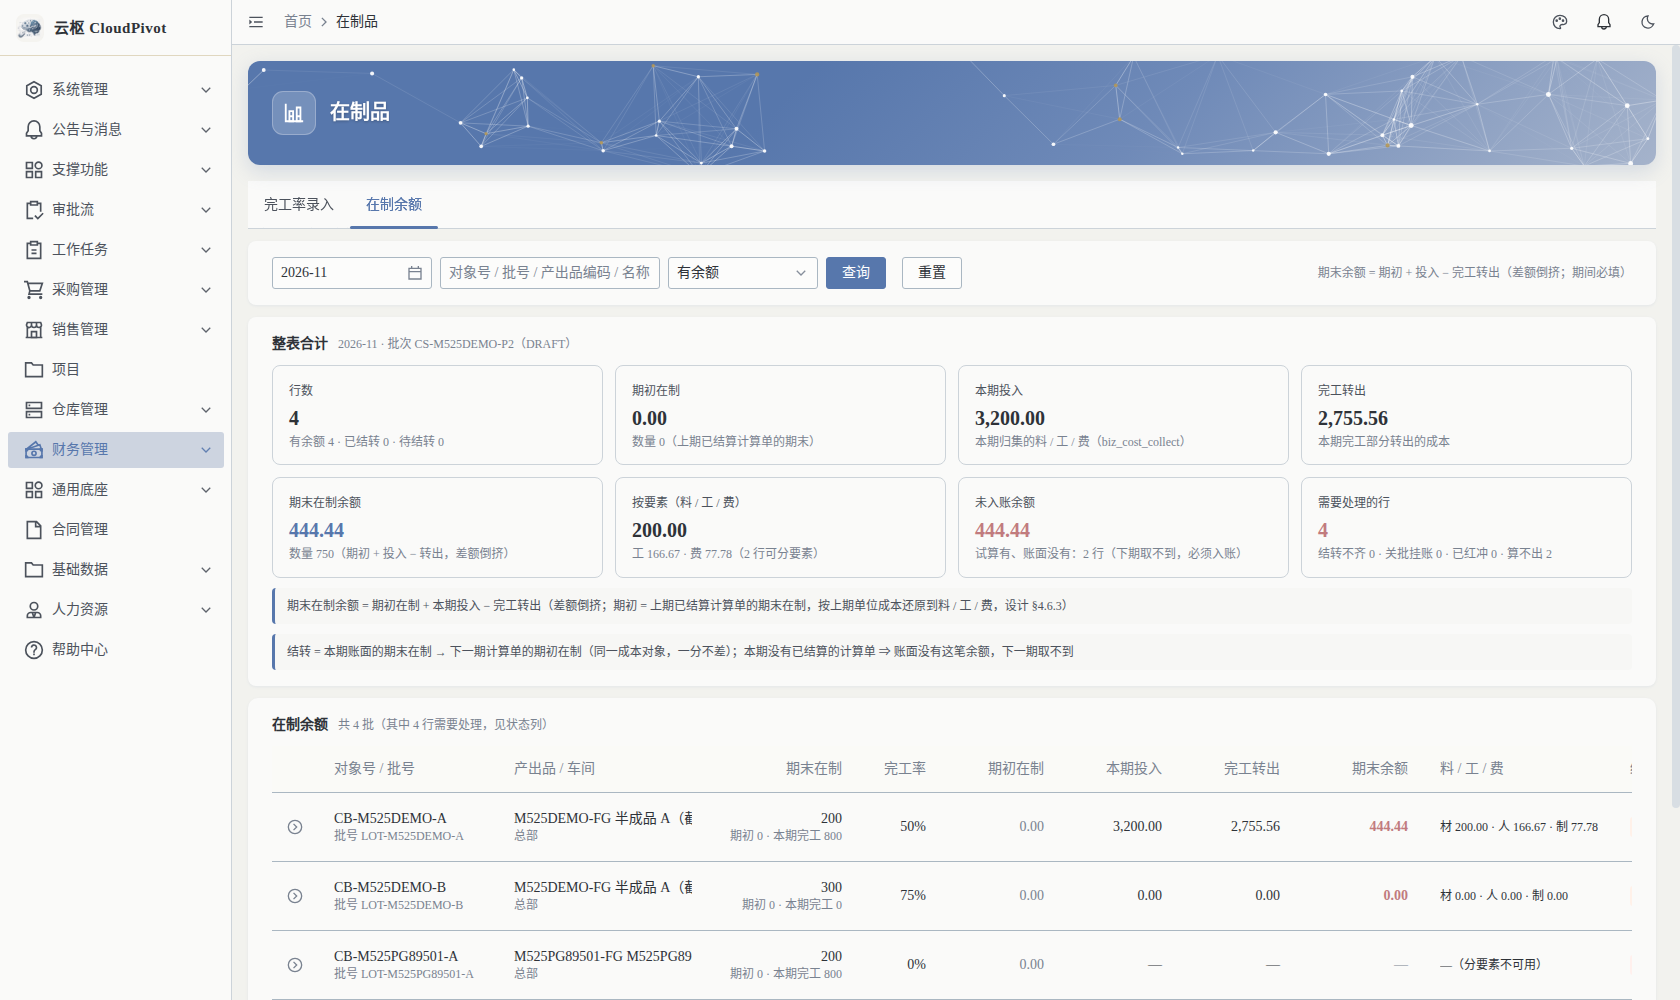 云枢 CloudPivot
系统管理
公告与消息
支撑功能
审批流
工作任务
采购管理
销售管理
项目
仓库管理
财务管理
通用底座
合同管理
基础数据
人力资源
帮助中心
首页 > 在制品
在制品
完工率录入 在制余额
2026-11 对象号 / 批号 / 产出品编码 / 名称 有余额 查询 重置 期末余额 = 期初 + 投入 − 完工转出（差额倒挤；期间必填）
整表合计 2026-11 · 批次 CS-M525DEMO-P2（DRAFT）
行数
4
有余额 4 · 已结转 0 · 待结转 0
期初在制
0.00
数量 0（上期已结算计算单的期末）
本期投入
3,200.00
本期归集的料 / 工 / 费（biz_cost_collect）
完工转出
2,755.56
本期完工部分转出的成本
期末在制余额
444.44
数量 750（期初 + 投入 − 转出，差额倒挤）
按要素（料 / 工 / 费）
200.00
工 166.67 · 费 77.78（2 行可分要素）
未入账余额
444.44
试算有、账面没有：2 行（下期取不到，必须入账）
需要处理的行
4
结转不齐 0 · 关批挂账 0 · 已红冲 0 · 算不出 2
期末在制余额 = 期初在制 + 本期投入 − 完工转出（差额倒挤；期初 = 上期已结算计算单的期末在制，按上期单位成本还原到料 / 工 / 费，设计 §4.6.3）
结转 = 本期账面的期末在制 → 下一期计算单的期初在制（同一成本对象，一分不差）；本期没有已结算的计算单 ⇒ 账面没有这笔余额，下一期取不到
在制余额 共 4 批（其中 4 行需要处理，见状态列）
对象号 / 批号 产出品 / 车间 期末在制 完工率 期初在制 本期投入 完工转出 期末余额 料 / 工 / 费
CB-M525DEMO-A M525DEMO-FG 半成品 A（ 200 50% 0.00 3,200.00 2,755.56 444.44 材 200.00 · 人 166.67 · 制 77.78
批号 LOT-M525DEMO-A 总部 期初 0 · 本期完工 800
CB-M525DEMO-B M525DEMO-FG 半成品 A（ 300 75% 0.00 0.00 0.00 0.00 材 0.00 · 人 0.00 · 制 0.00
批号 LOT-M525DEMO-B 总部 期初 0 · 本期完工 0
CB-M525PG89501-A M525PG89501-FG M525PG89 200 0% 0.00 — — — —（分要素不可用）
批号 LOT-M525PG89501-A 总部 期初 0 · 本期完工 800